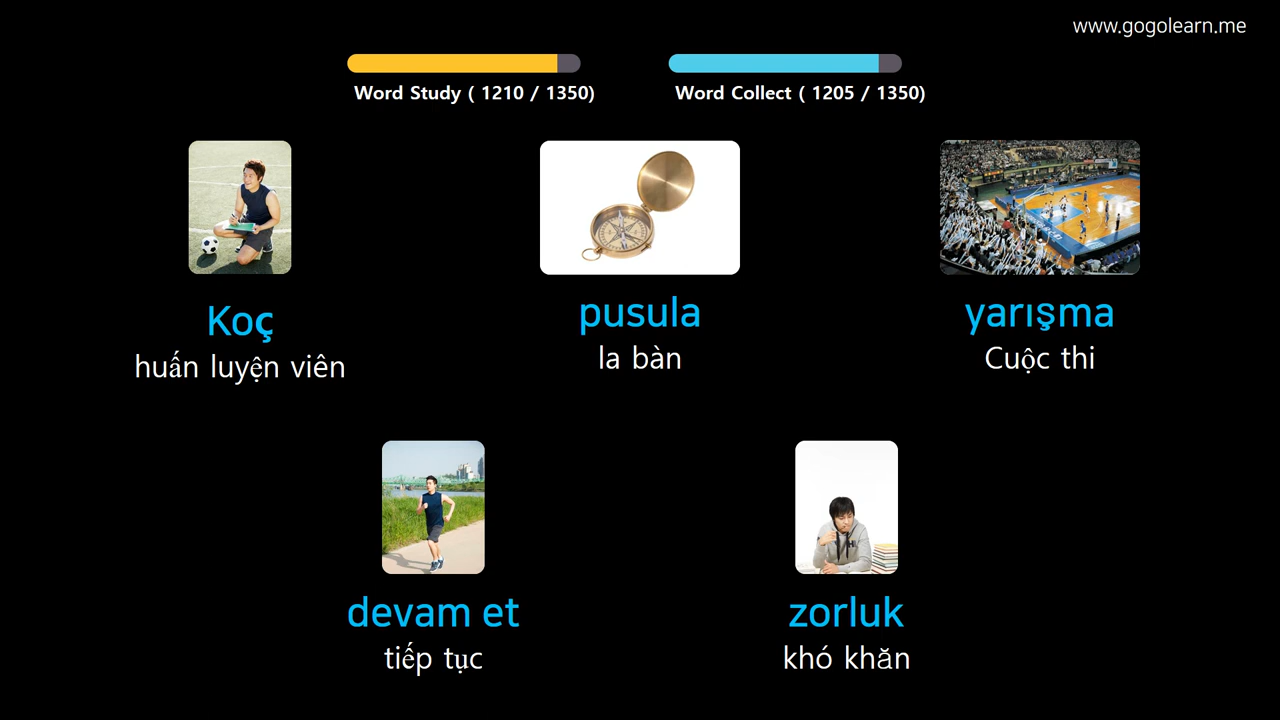 www.gogolearn.me
Word Study ( 1210 / 1350)
Word Collect ( 1205 / 1350)
Koç
huấn luyện viên
pusula
la bàn
yarışma
Cuộc thi
devam et
tiếp tục
zorluk
khó khăn